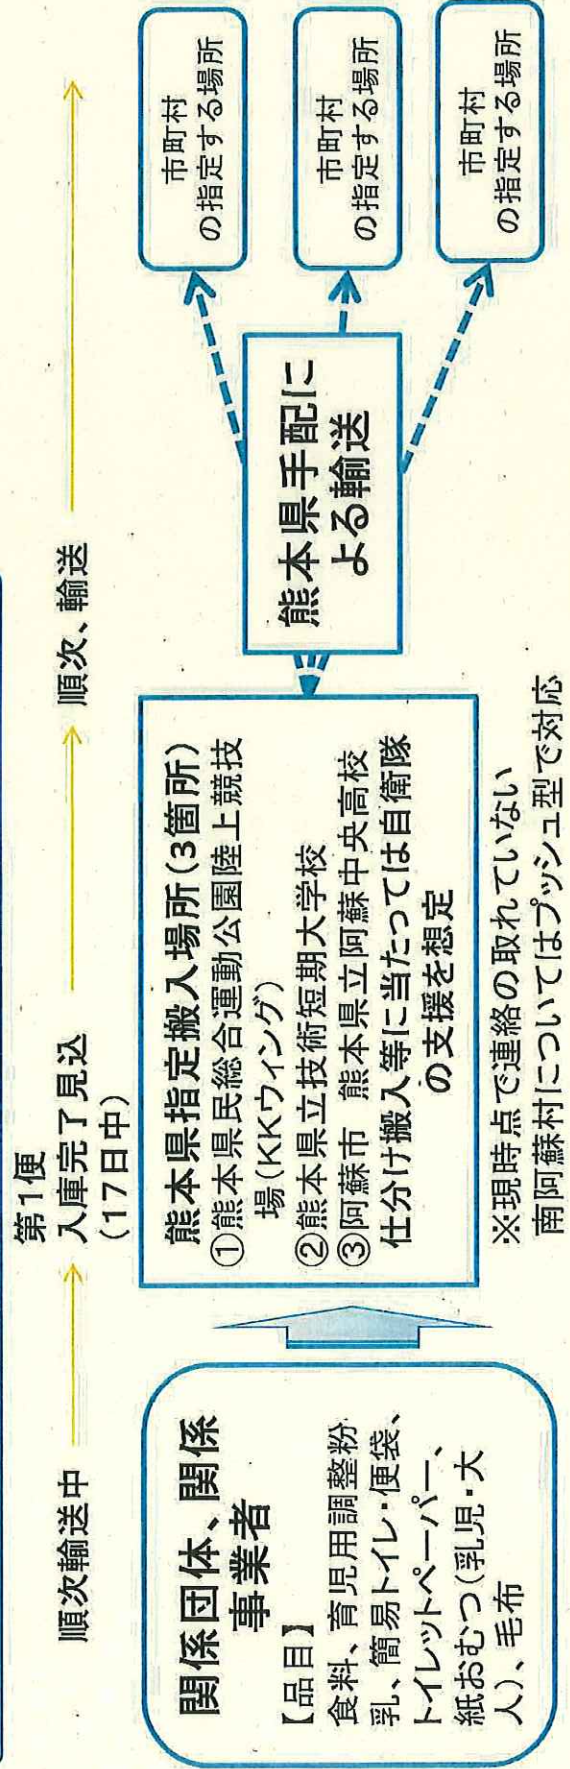 順次輸送中
第1便
入庫完了見込
(17日中)
順次、輸送
関係団体、関係
事業者
【品目】
食料、育児用調整粉
乳、簡易トイレ・便袋、
トイレットペーパー、
紙おむつ(乳児・大
人)、毛布
熊本県指定搬入場所(3箇所)
①熊本県民総合運動公園陸上競技
場(KKウィング)
②熊本県立技術短期大学校
③阿蘇市 熊本県立阿蘇中央高校
仕分け搬入等に当たっては自衛隊
の支援を想定
※現時点で連絡の取れていない
南阿蘇村についてはプッシュ型で対応
熊本県手配に
よる輸送
市町村
の指定する場所
市町村
の指定する場所
市町村
の指定する場所